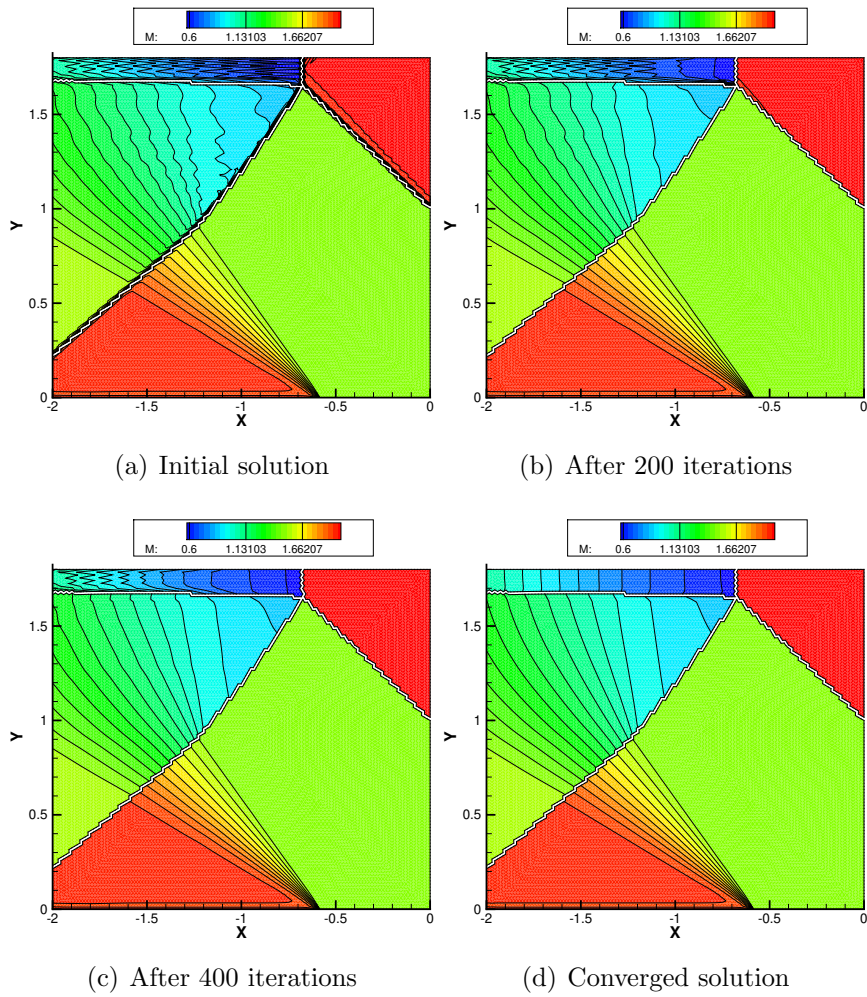 M: 0.6 1.13103 1.66207
M: 0.6 1.13103 1.66207
1.5
1
0.5
0
Y
-2 -1.5 -1 -0.5 0
X
1.5
1
0.5
0
Y
-2 -1.5 -1 -0.5 0
X
(a) Initial solution
(b) After 200 iterations
M: 0.6 1.13103 1.66207
M: 0.6 1.13103 1.66207
1.5
1
0.5
0
Y
-2 -1.5 -1 -0.5 0
X
1.5
1
0.5
0
Y
-2 -1.5 -1 -0.5 0
X
(c) After 400 iterations
(d) Converged solution